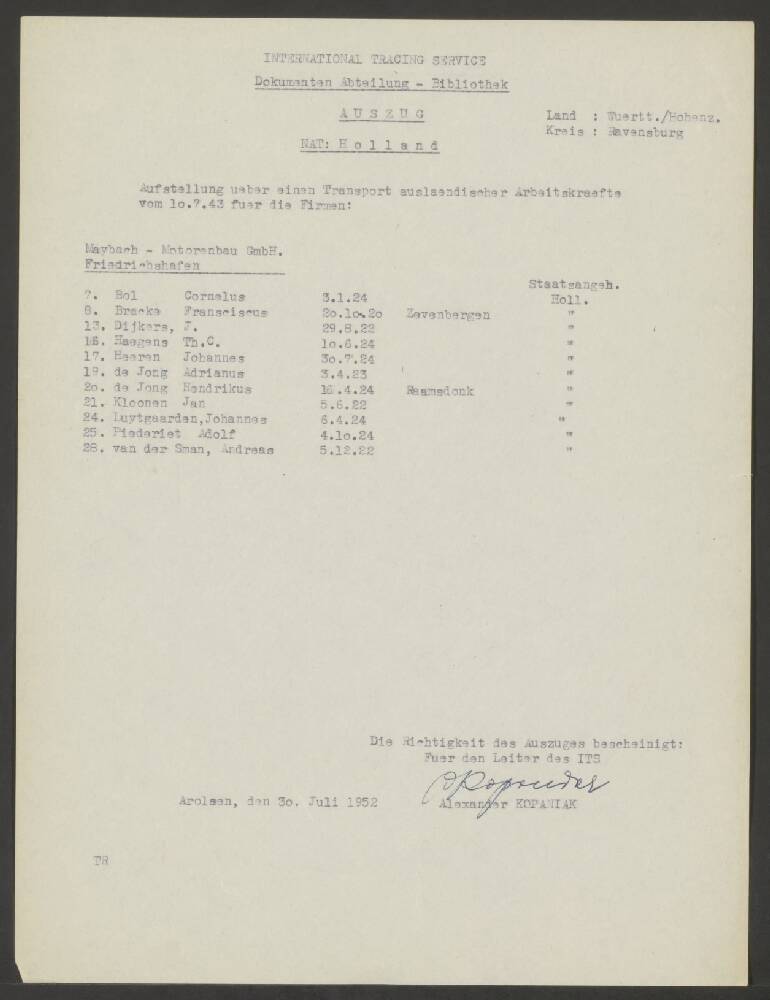 INTERNATIONAL TRACING SERVICE
Dokumenten Abteilung - Bibliothek
A U S Z U G
Land : Wuertt./Hohenz.
Kreis : Ravensburg
NAT: H o l l a n d
Aufstellung ueber einen Transport auslaendischer Arbeitskraefte
vom 1o.7.43 fuer die Firmen:
Maybach - Motorenbau GmbH.
Friedrichshafen
Staatsangeh.
7. Bol Cornelus 3.1.24 Holl.
8. Bracke Fransciscus 2o.1o.2o Zevenbergen "
13. Dijkers, J. 29.8.22 "
16. Haegens Th.C. 1o.6.24 "
17. Heeren Johannes 3o.7.24 "
19. de Jong Adrianus 3.4.23 "
2o. de Jong Hendrikus 16.4.24 Raamsdonk "
21. Kloonen Jan 5.6.22 "
24. Luytgaarden,Johannes 6.4.24 "
25. Piederiet Adolf 4.1o.24 "
28. van der Sman, Andreas 5.12.22 "
Die Richtigkeit des Auszuges bescheinigt:
Fuer den Leiter des ITS
Arolsen, den 3o. Juli 1952 Alexander KOPANIAK
TR